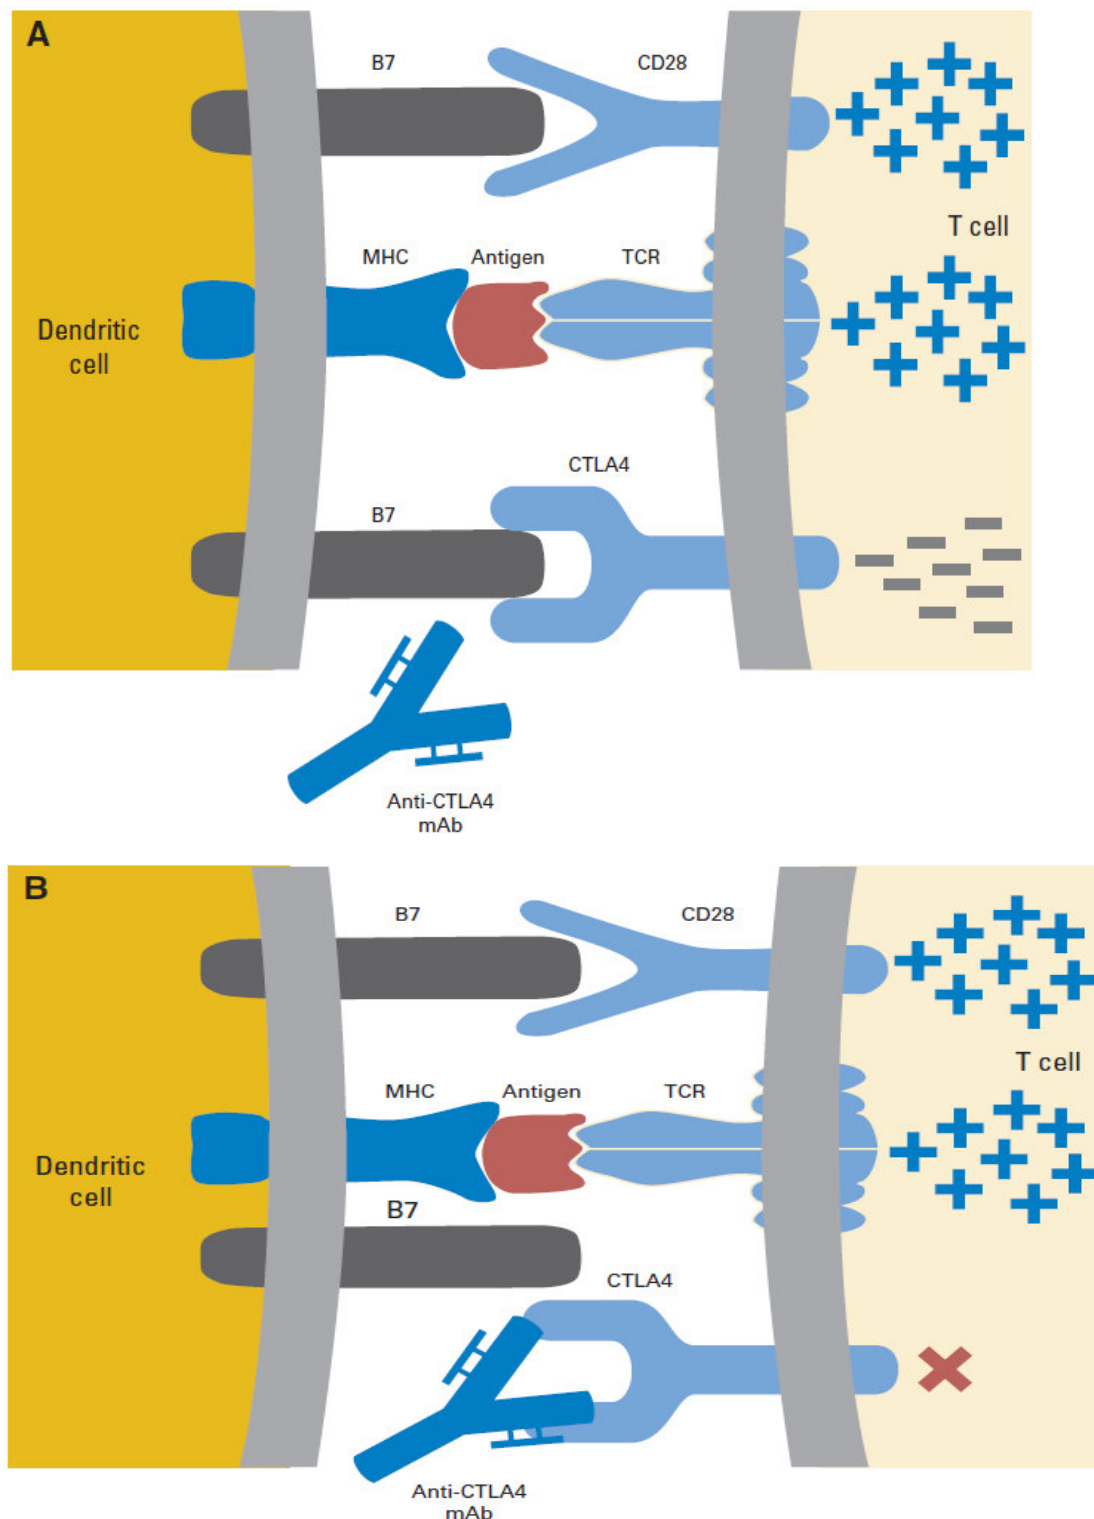 A
B7
CD28
T cell
MHC
Antigen
TCR
Dendritic
cell
CTLA4
B7
Anti-CTLA4
mAb
B
B7
CD28
T cell
MHC
Antigen
TCR
Dendritic
cell
B7
CTLA4
Anti-CTLA4
mAb